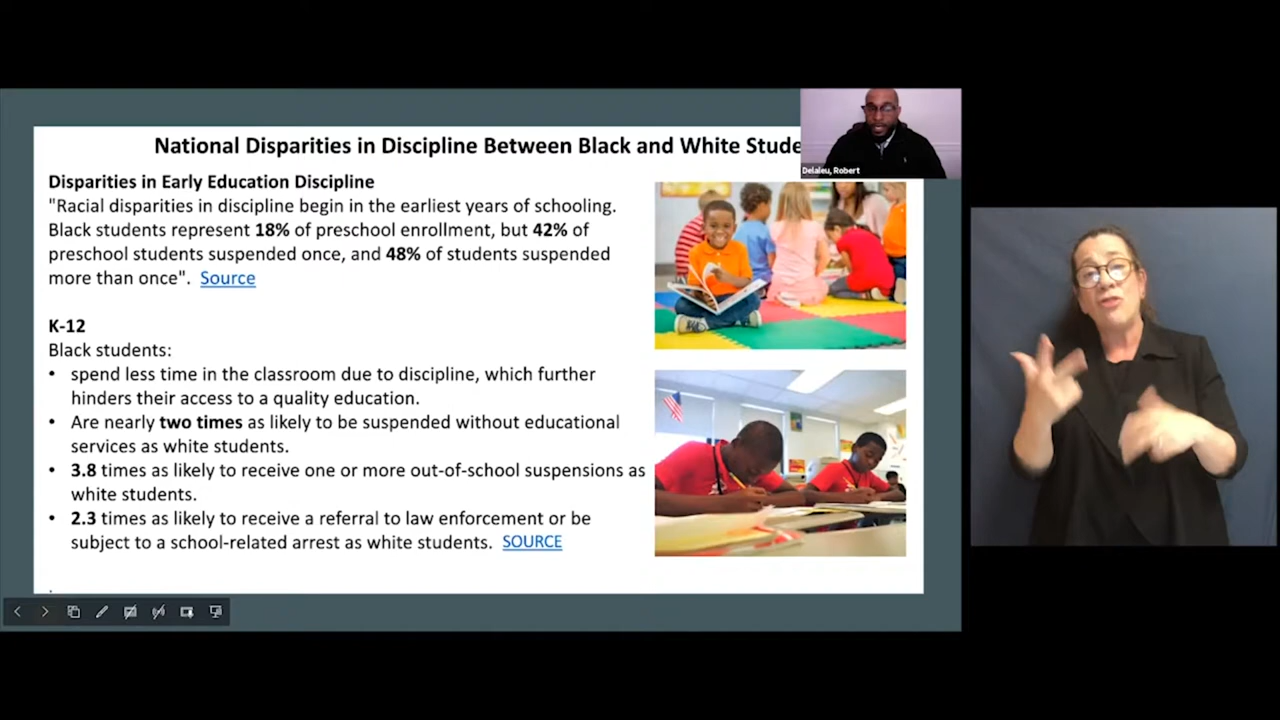 National Disparities in Discipline Between Black and White Stude
Delaleu, Robert
Disparities in Early Education Discipline
"Racial disparities in discipline begin in the earliest years of schooling.
Black students represent 18% of preschool enrollment, but 42% of
preschool students suspended once, and 48% of students suspended
more than once". Source
K-12
Black students:
• spend less time in the classroom due to discipline, which further
hinders their access to a quality education.
• Are nearly two times as likely to be suspended without educational
services as white students.
• 3.8 times as likely to receive one or more out-of-school suspensions as
white students.
• 2.3 times as likely to receive a referral to law enforcement or be
subject to a school-related arrest as white students. SOURCE
.